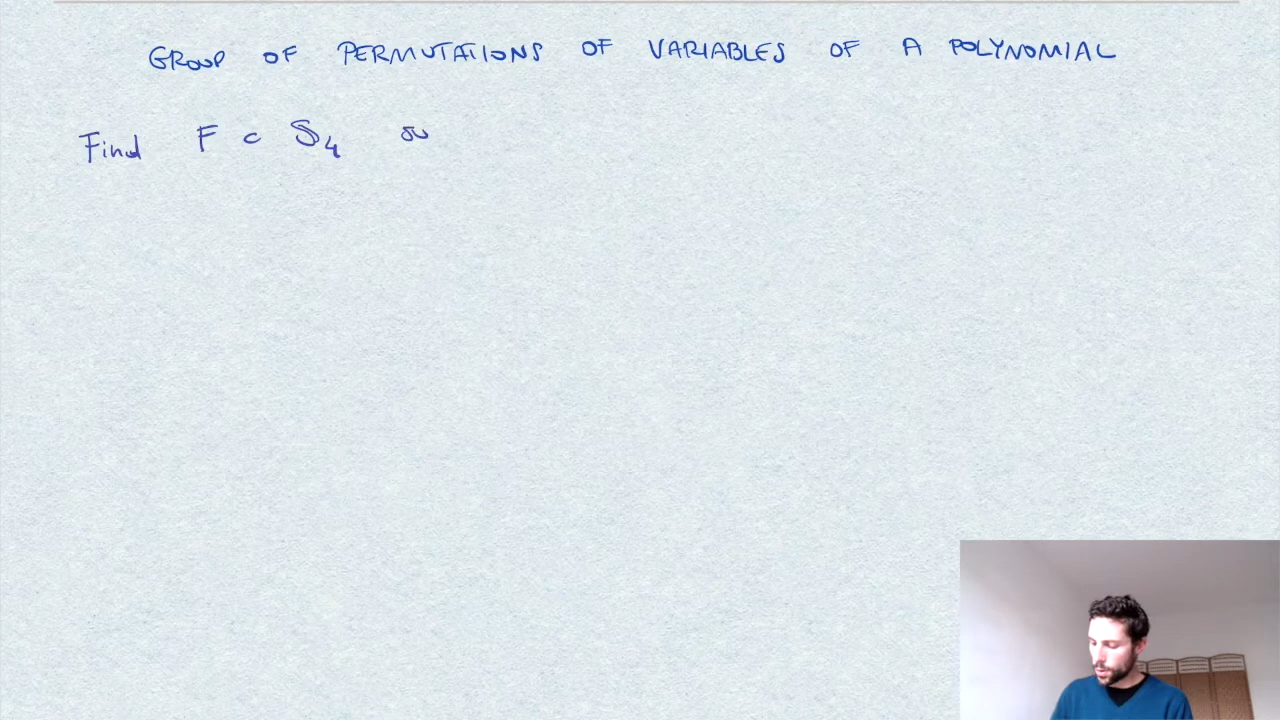 GROUP OF PERMUTATIONS OF VARIABLES OF A POLYNOMIAL
Find F ⊂ S4